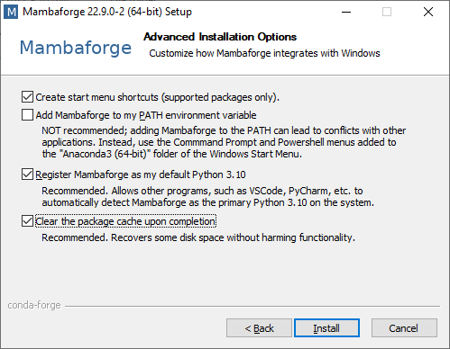 M Mambaforge 22.9.0-2 (64-bit) Setup
Mambaforge
Advanced Installation Options
Customize how Mambaforge integrates with Windows
Create start menu shortcuts (supported packages only).
Add Mambaforge to my PATH environment variable
NOT recommended; adding Mambaforge to the PATH can lead to conflicts with other
applications. Instead, use the Commmand Prompt and Powershell menus added to
the "Anaconda3 (64-bit)" folder of the Windows Start Menu.
Register Mambaforge as my default Python 3.10
Recommended. Allows other programs, such as VSCode, PyCharm, etc. to
automatically detect Mambaforge as the primary Python 3.10 on the system.
Clear the package cache upon completion
Recommended. Recovers some disk space without harming functionality.
conda-forge
< Back
Install
Cancel